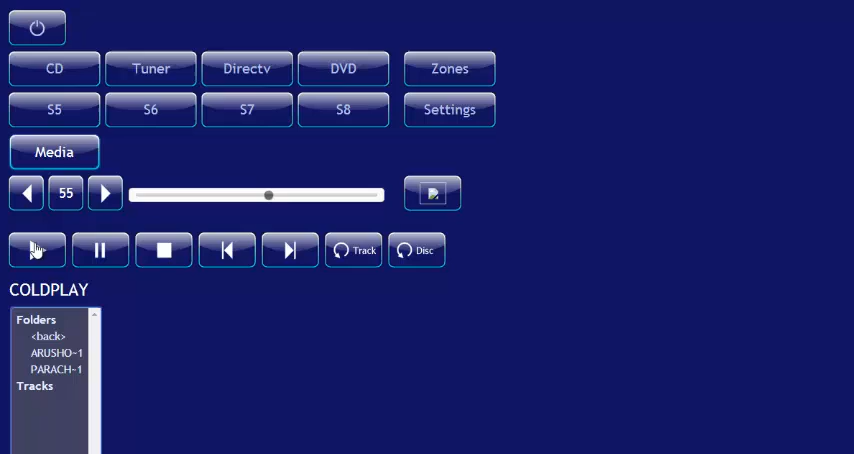 CD Tuner Directv DVD Zones
S5 S6 S7 S8 Settings
Media
55
Track Disc
COLDPLAY
Folders
<back>
ARUSHO~1
PARACH~1
Tracks